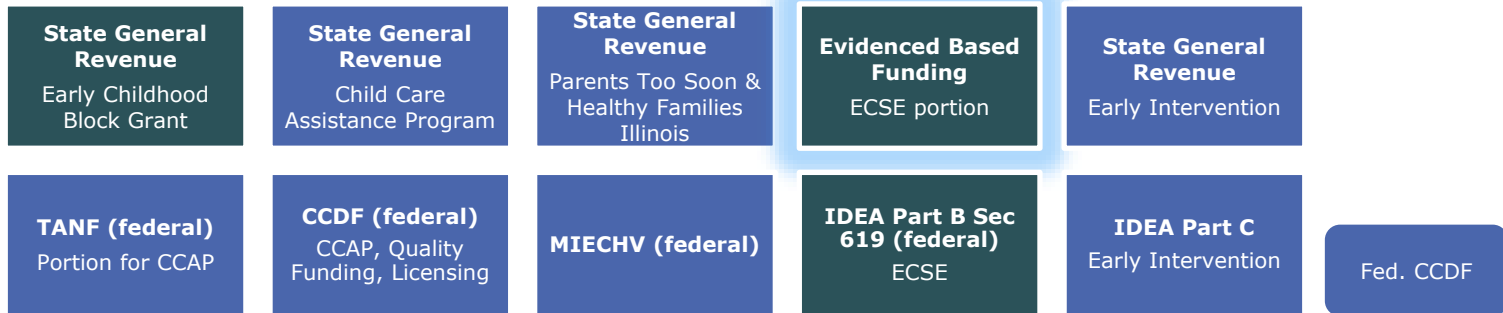 State General
Revenue
Early Childhood
Block Grant
State General
Revenue
Child Care
Assistance Program
State General
Revenue
Parents Too Soon &
Healthy Families
Illinois
Evidenced Based
Funding
ECSE portion
State General
Revenue
Early Intervention
TANF (federal)
Portion for CCAP
CCDF (federal)
CCAP, Quality
Funding, Licensing
MIECHV (federal)
IDEA Part B Sec
619 (federal)
ECSE
IDEA Part C
Early Intervention
Fed. CCDF